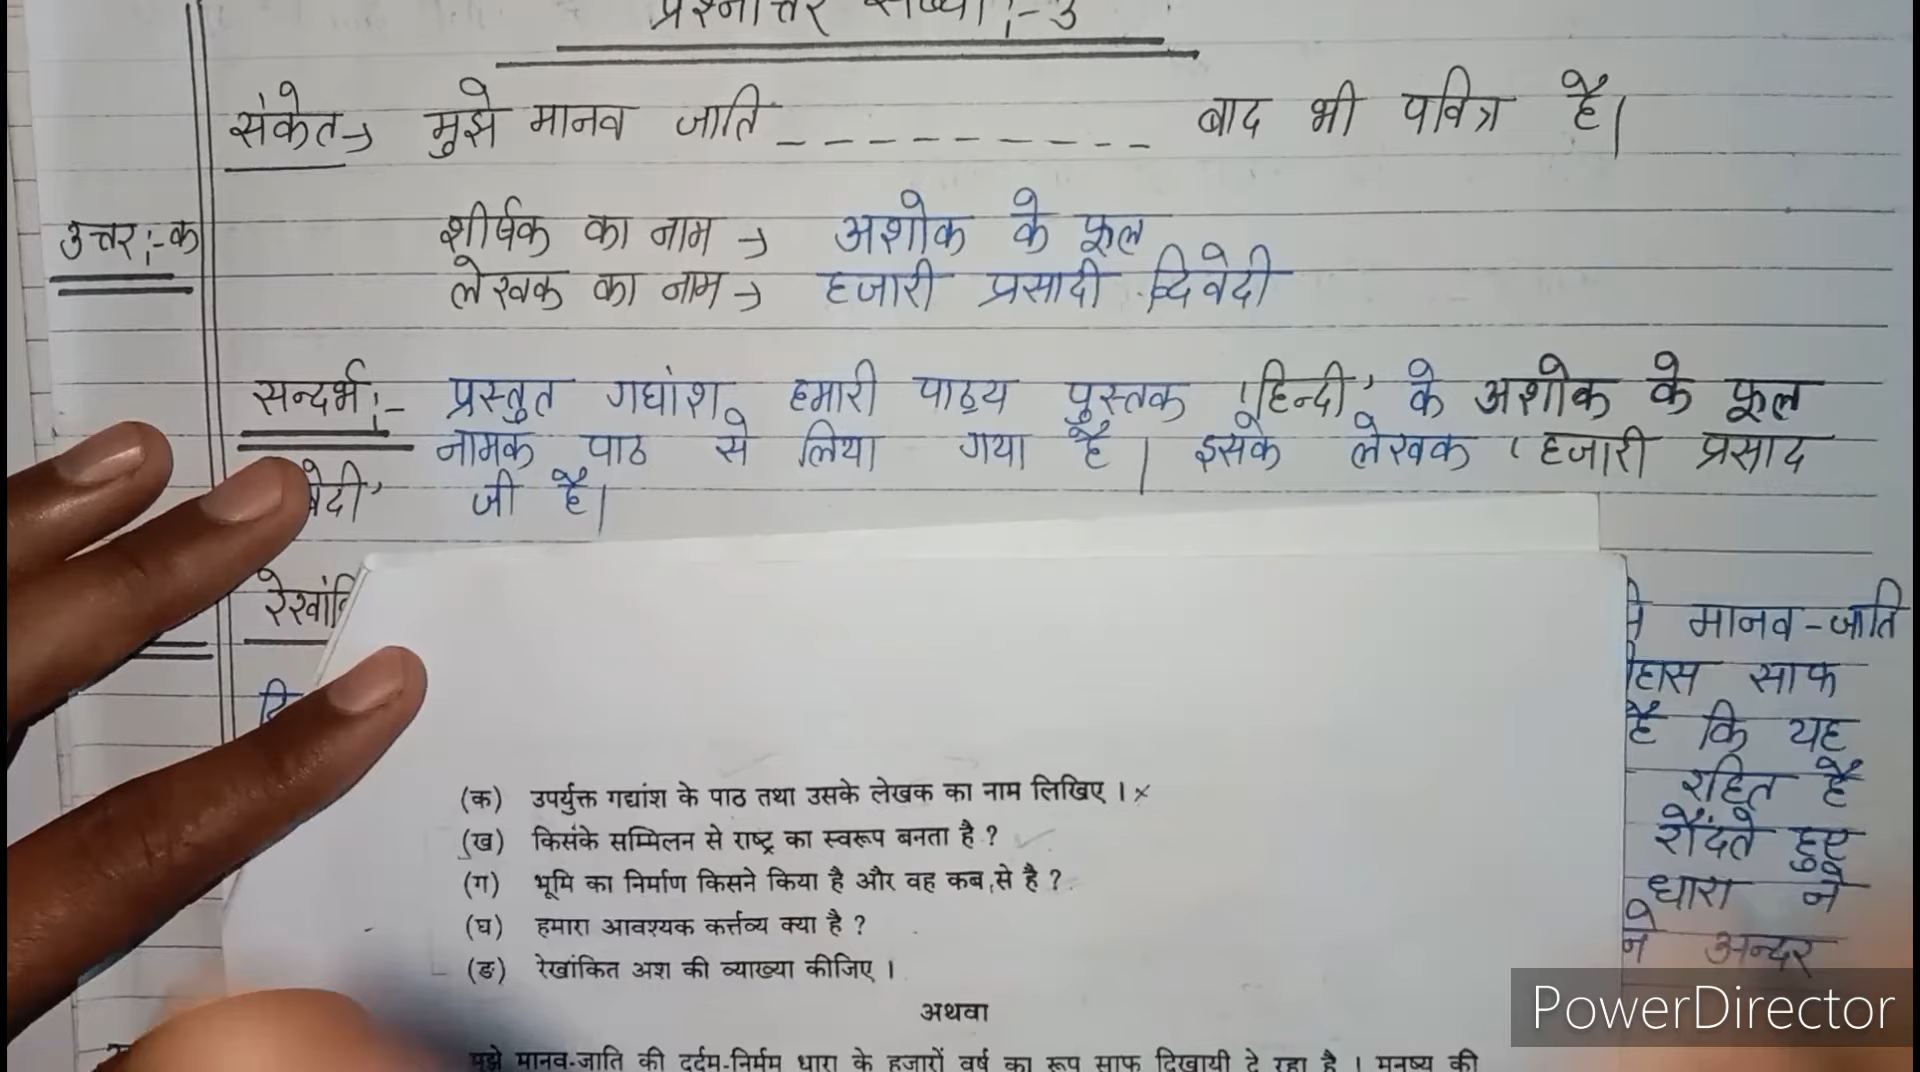 संकेत→ मुझे मानव जाति _ _ _ _ _ _ _ _ _ बाद भी पवित्र है।
उत्तर:-क शीर्षक का नाम → अशोक के फूल
लेखक का नाम → हजारी प्रसादी द्विवेदी
सन्दर्भ:- प्रस्तुत गद्यांश हमारी पाठ्य पुस्तक 'हिन्दी' के अशोक के फूल
नामक पाठ से लिया गया है। इसके लेखक 'हजारी प्रसाद
जी है।
मानव-जाति
साफ
है कि यह
रहित है
रौंदते हुए
धारा ने
अन्दर
(क) उपर्युक्त गद्यांश के पाठ तथा उसके लेखक का नाम लिखिए । ×
(ख) किसके सम्मिलन से राष्ट्र का स्वरूप बनता है ?
(ग) भूमि का निर्माण किसने किया है और वह कब से है ?
(घ) हमारा आवश्यक कर्त्तव्य क्या है ?
(ङ) रेखांकित अश की व्याख्या कीजिए ।
अथवा
मुझे मानव-जाति की दुर्दम-निर्मम धारा के हजारों वर्ष का रूप साफ दिखायी दे रहा है । मनुष्य की
PowerDirector